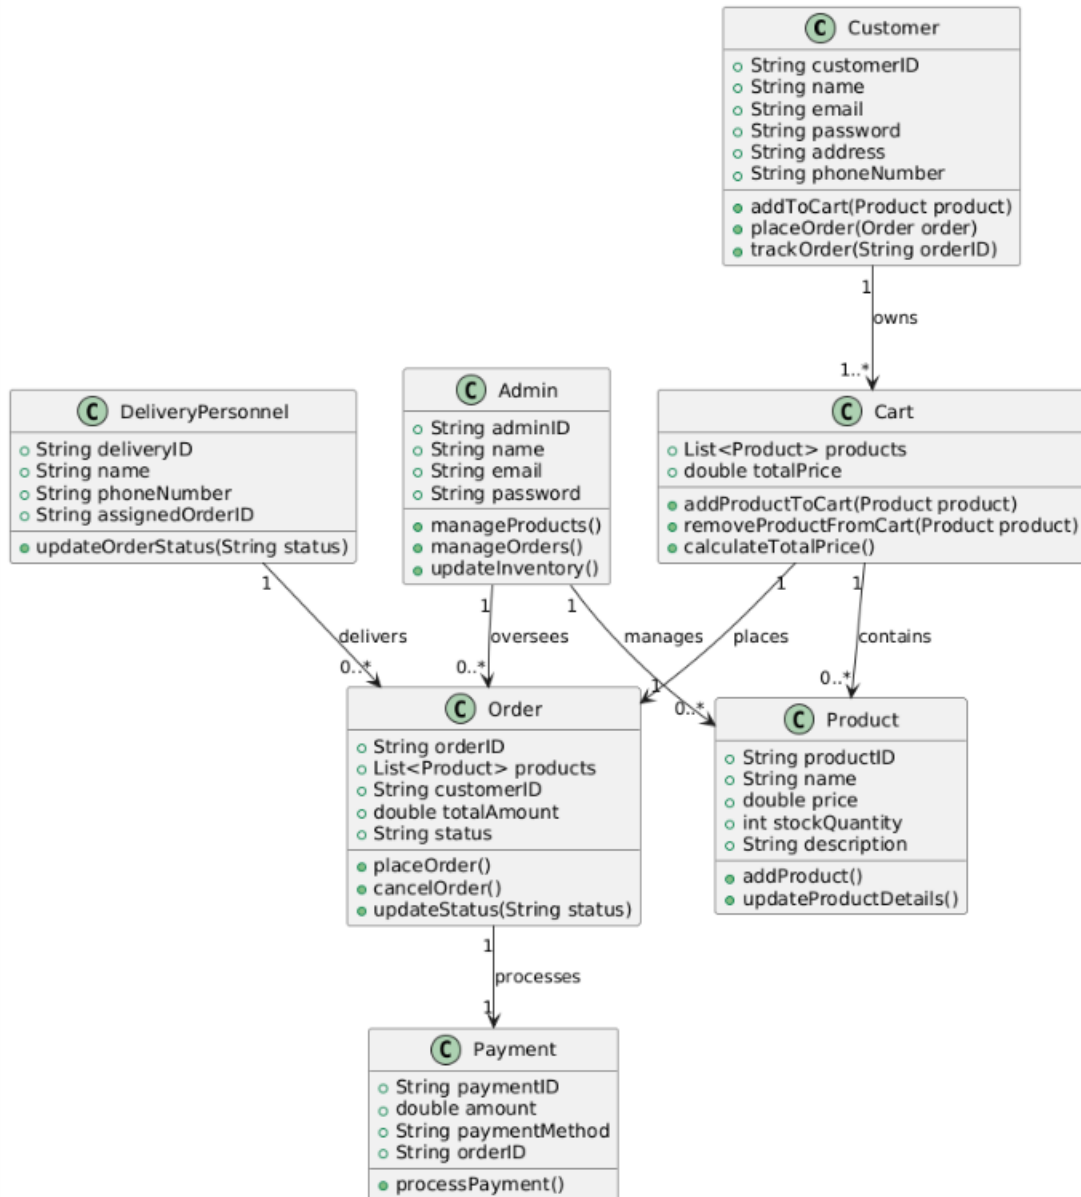 C Customer
String customerID
String name
String email
String password
String address
String phoneNumber
addToCart(Product product)
placeOrder(Order order)
trackOrder(String orderID)
1
owns
1..*
C DeliveryPersonnel
String deliveryID
String name
String phoneNumber
String assignedOrderID
updateOrderStatus(String status)
C Admin
String adminID
String name
String email
String password
manageProducts()
manageOrders()
updateInventory()
C Cart
List<Product> products
double totalPrice
addProductToCart(Product product)
removeProductFromCart(Product product)
calculateTotalPrice()
1
delivers
0..*
1
oversees
0..*
1
manages
0..*
1
places
1
1
contains
0..*
C Order
String orderID
List<Product> products
String customerID
double totalAmount
String status
placeOrder()
cancelOrder()
updateStatus(String status)
C Product
String productID
String name
double price
int stockQuantity
String description
addProduct()
updateProductDetails()
1
processes
1
C Payment
String paymentID
double amount
String paymentMethod
String orderID
processPayment()